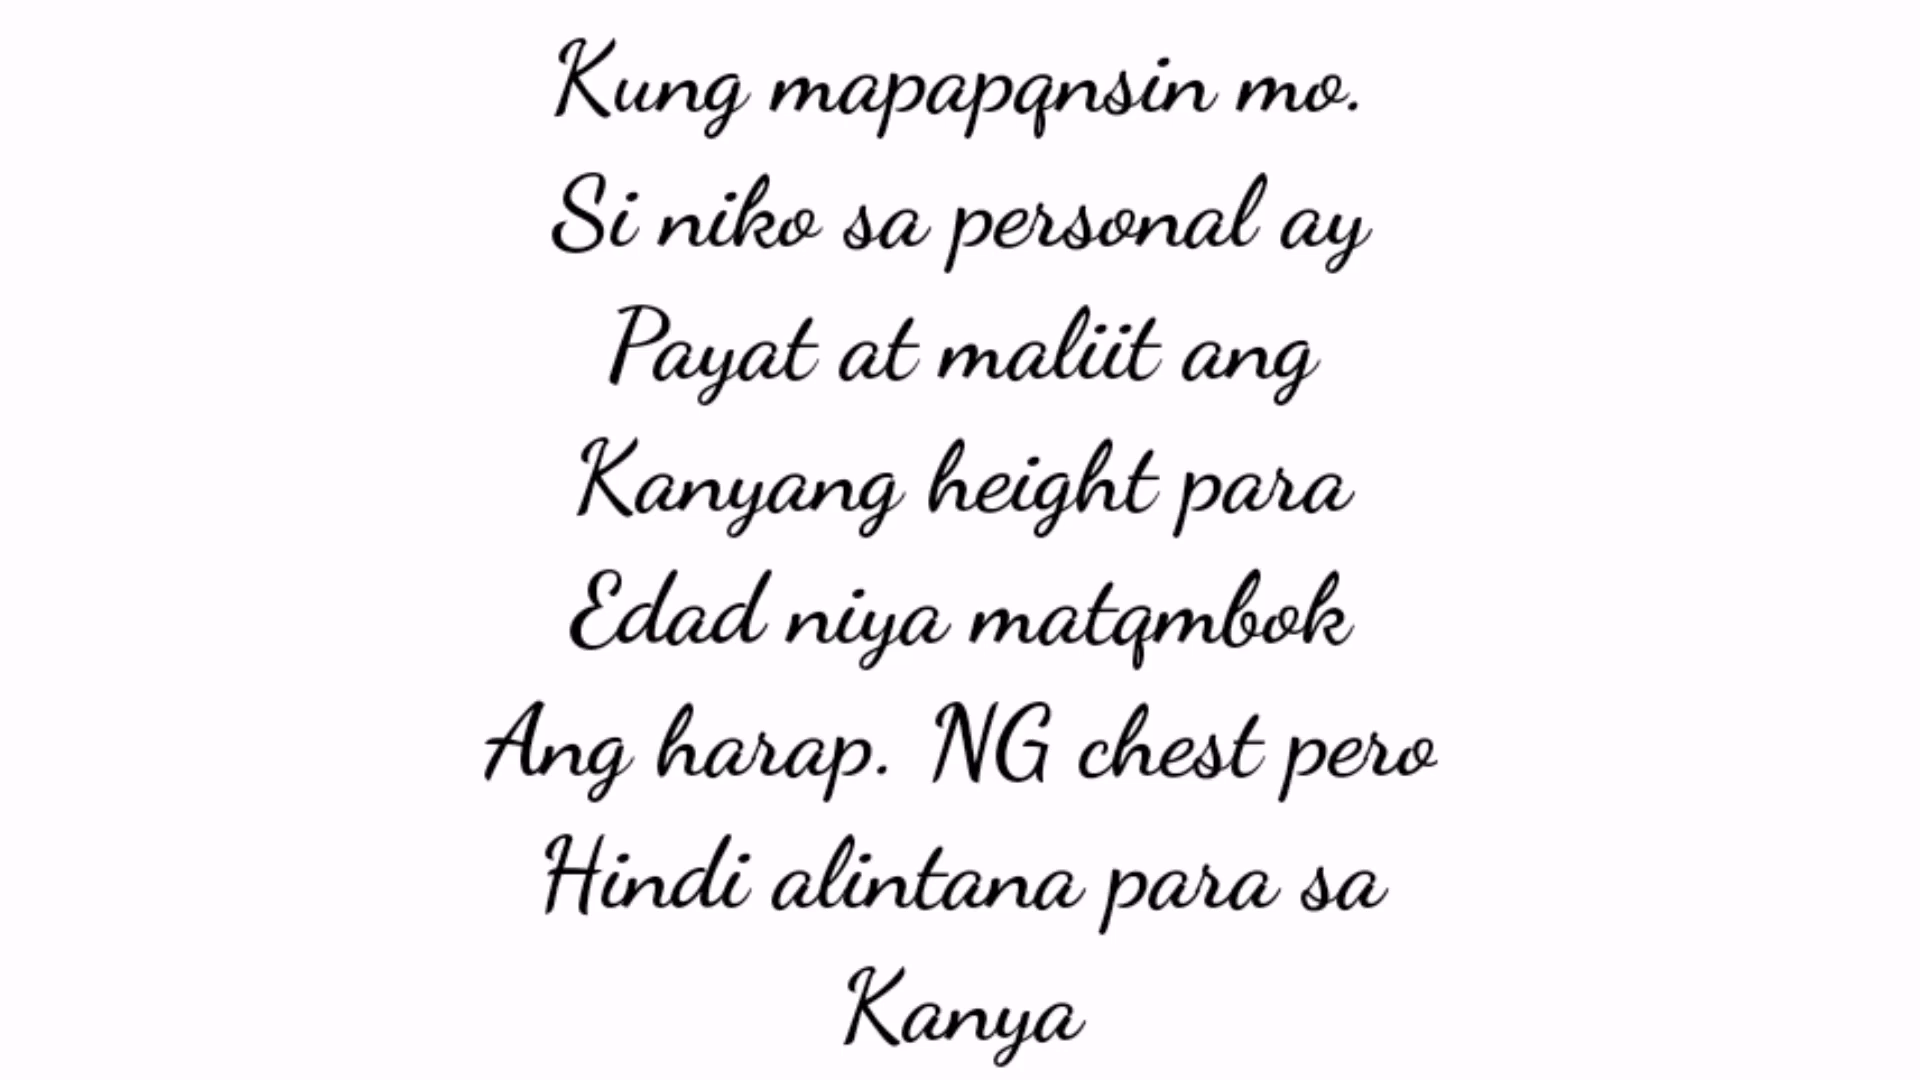 Kung mapapqnsin mo.
Si niko sa personal ay
Payat at maliit ang
Kanyang height para
Edad niya matqmbok
Ang harap. NG chest pero
Hindi alintana para sa
Kanya